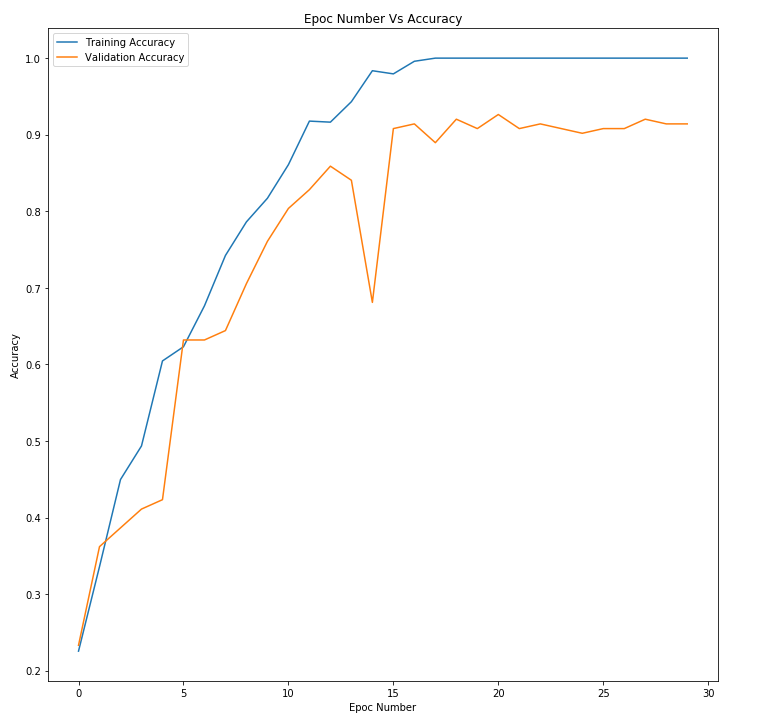 Epoc Number Vs Accuracy
Training Accuracy
Validation Accuracy
1.0
0.9
0.8
0.7
0.6
0.5
0.4
0.3
0.2
Accuracy
0 5 10 15 20 25 30
Epoc Number